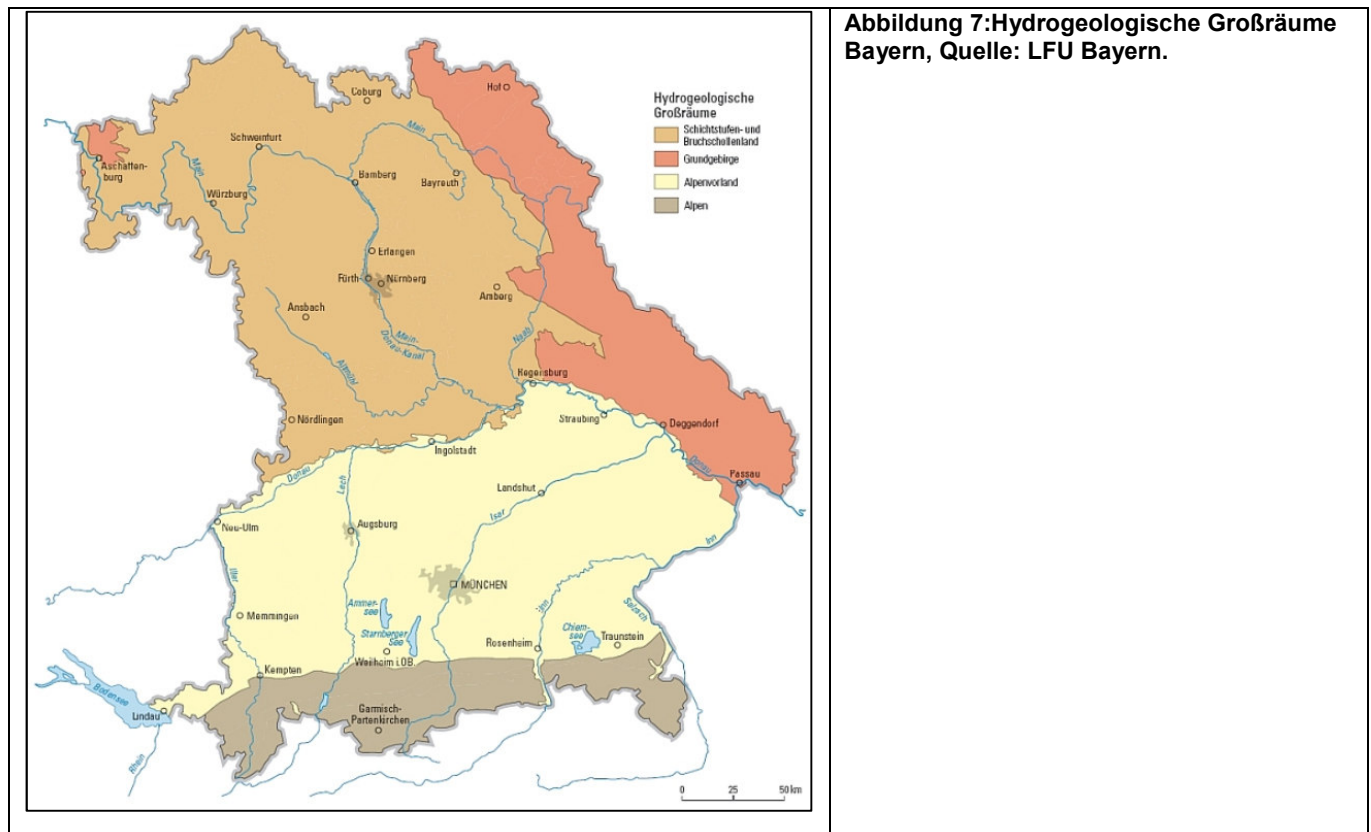 Abbildung 7:Hydrogeologische Großräume
Bayern, Quelle: LFU Bayern.
Hydrogeologische
Großräume
Schichtstufen- und
Bruchschollenland
Grundgebirge
Alpenvorland
Alpen
Hof
Coburg
Main
Schweinfurt
Aschaffen-
burg
Main
Bamberg
Bayreuth
Würzburg
Erlangen
Fürth
Nürnberg
Amberg
Ansbach
Naab
Main-
Donau-Kanal
Altmühl
Regensburg
Nördlingen
Straubing
Deggendorf
Ingolstadt
Donau
Donau
Passau
Lech
Landshut
Isar
Neu-Ulm
Augsburg
Inn
Iller
MÜNCHEN
Ammer-
see
Inn
Salzach
Memmingen
Starnberger
See
Chiem-
see
Traunstein
Rosenheim
Weilheim i.OB
Kempten
Bodensee
Lindau
Garmisch-
Partenkirchen
Rhein
0 25 50 km